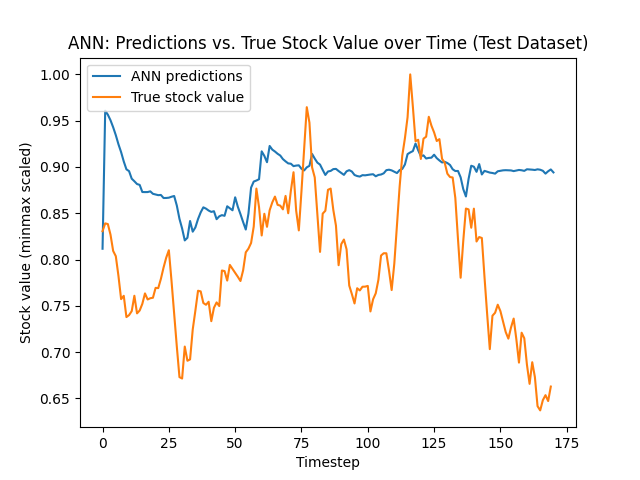 ANN: Predictions vs. True Stock Value over Time (Test Dataset)
ANN predictions
True stock value
Stock value (minmax scaled)
1.00
0.95
0.90
0.85
0.80
0.75
0.70
0.65
0 25 50 75 100 125 150 175
Timestep